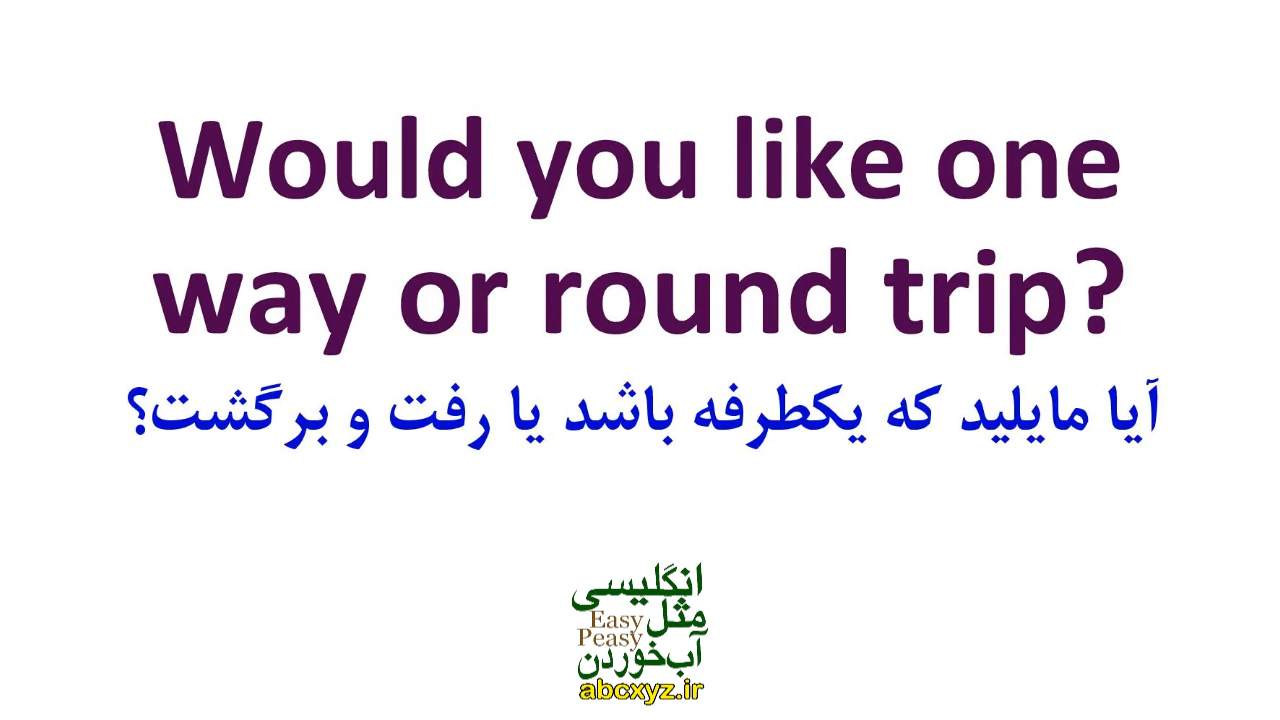 Would you like one
way or round trip?
آیا مایلید که یکطرفه باشد یا رفت و برگشت؟
انگلیسی
مثل
Easy
Peasy
آب‌خوردن
abcxyz.ir